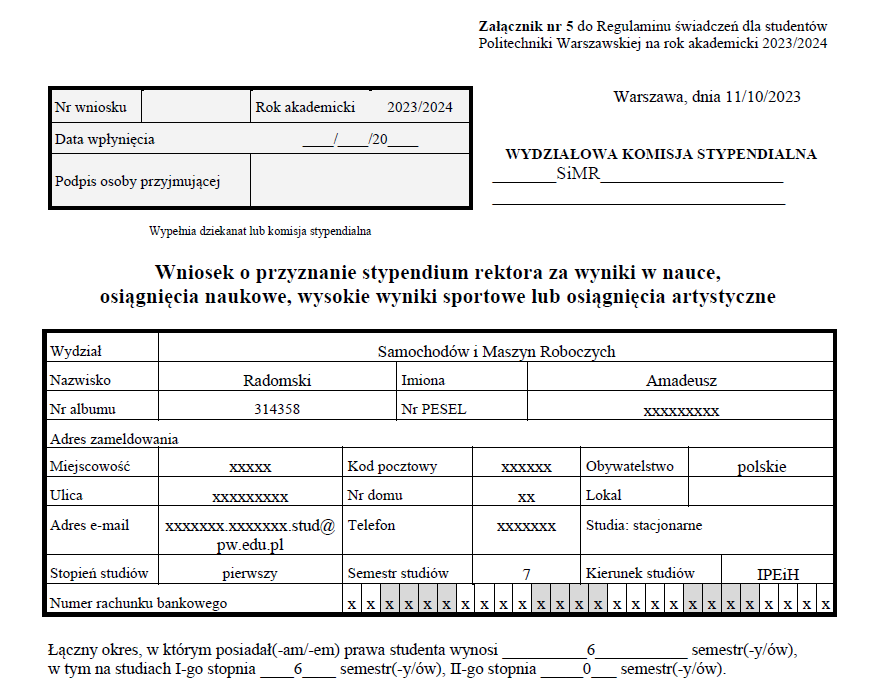 Załącznik nr 5 do Regulaminu świadczeń dla studentów
Politechniki Warszawskiej na rok akademicki 2023/2024
Warszawa, dnia 11/10/2023
Nr wniosku Rok akademicki 2023/2024
Data wpłynięcia ____/____/20____
WYDZIAŁOWA KOMISJA STYPENDIALNA
________SiMR_______________________
Podpis osoby przyjmującej
_____________________________________
Wypełnia dziekanat lub komisja stypendialna
Wniosek o przyznanie stypendium rektora za wyniki w nauce,
osiągnięcia naukowe, wysokie wyniki sportowe lub osiągnięcia artystyczne
Wydział Samochodów i Maszyn Roboczych
Nazwisko Radomski Imiona Amadeusz
Nr albumu 314358 Nr PESEL xxxxxxxxx
Adres zameldowania
Miejscowość xxxxx Kod pocztowy xxxxxx Obywatelstwo polskie
Ulica xxxxxxxxx Nr domu xx Lokal
Adres e-mail xxxxxxx.xxxxxxx.stud@ Telefon xxxxxxx Studia: stacjonarne
pw.edu.pl
Stopień studiów pierwszy Semestr studiów 7 Kierunek studiów IPEiH
Numer rachunku bankowego x x x x x x x x x x x x x x x x x x x x x x x x x x
Łączny okres, w którym posiadał(-am/-em) prawa studenta wynosi ___________6____________ semestr(-y/ów),
w tym na studiach I-go stopnia ____6____ semestr(-y/ów), II-go stopnia _____0___ semestr(-y/ów).